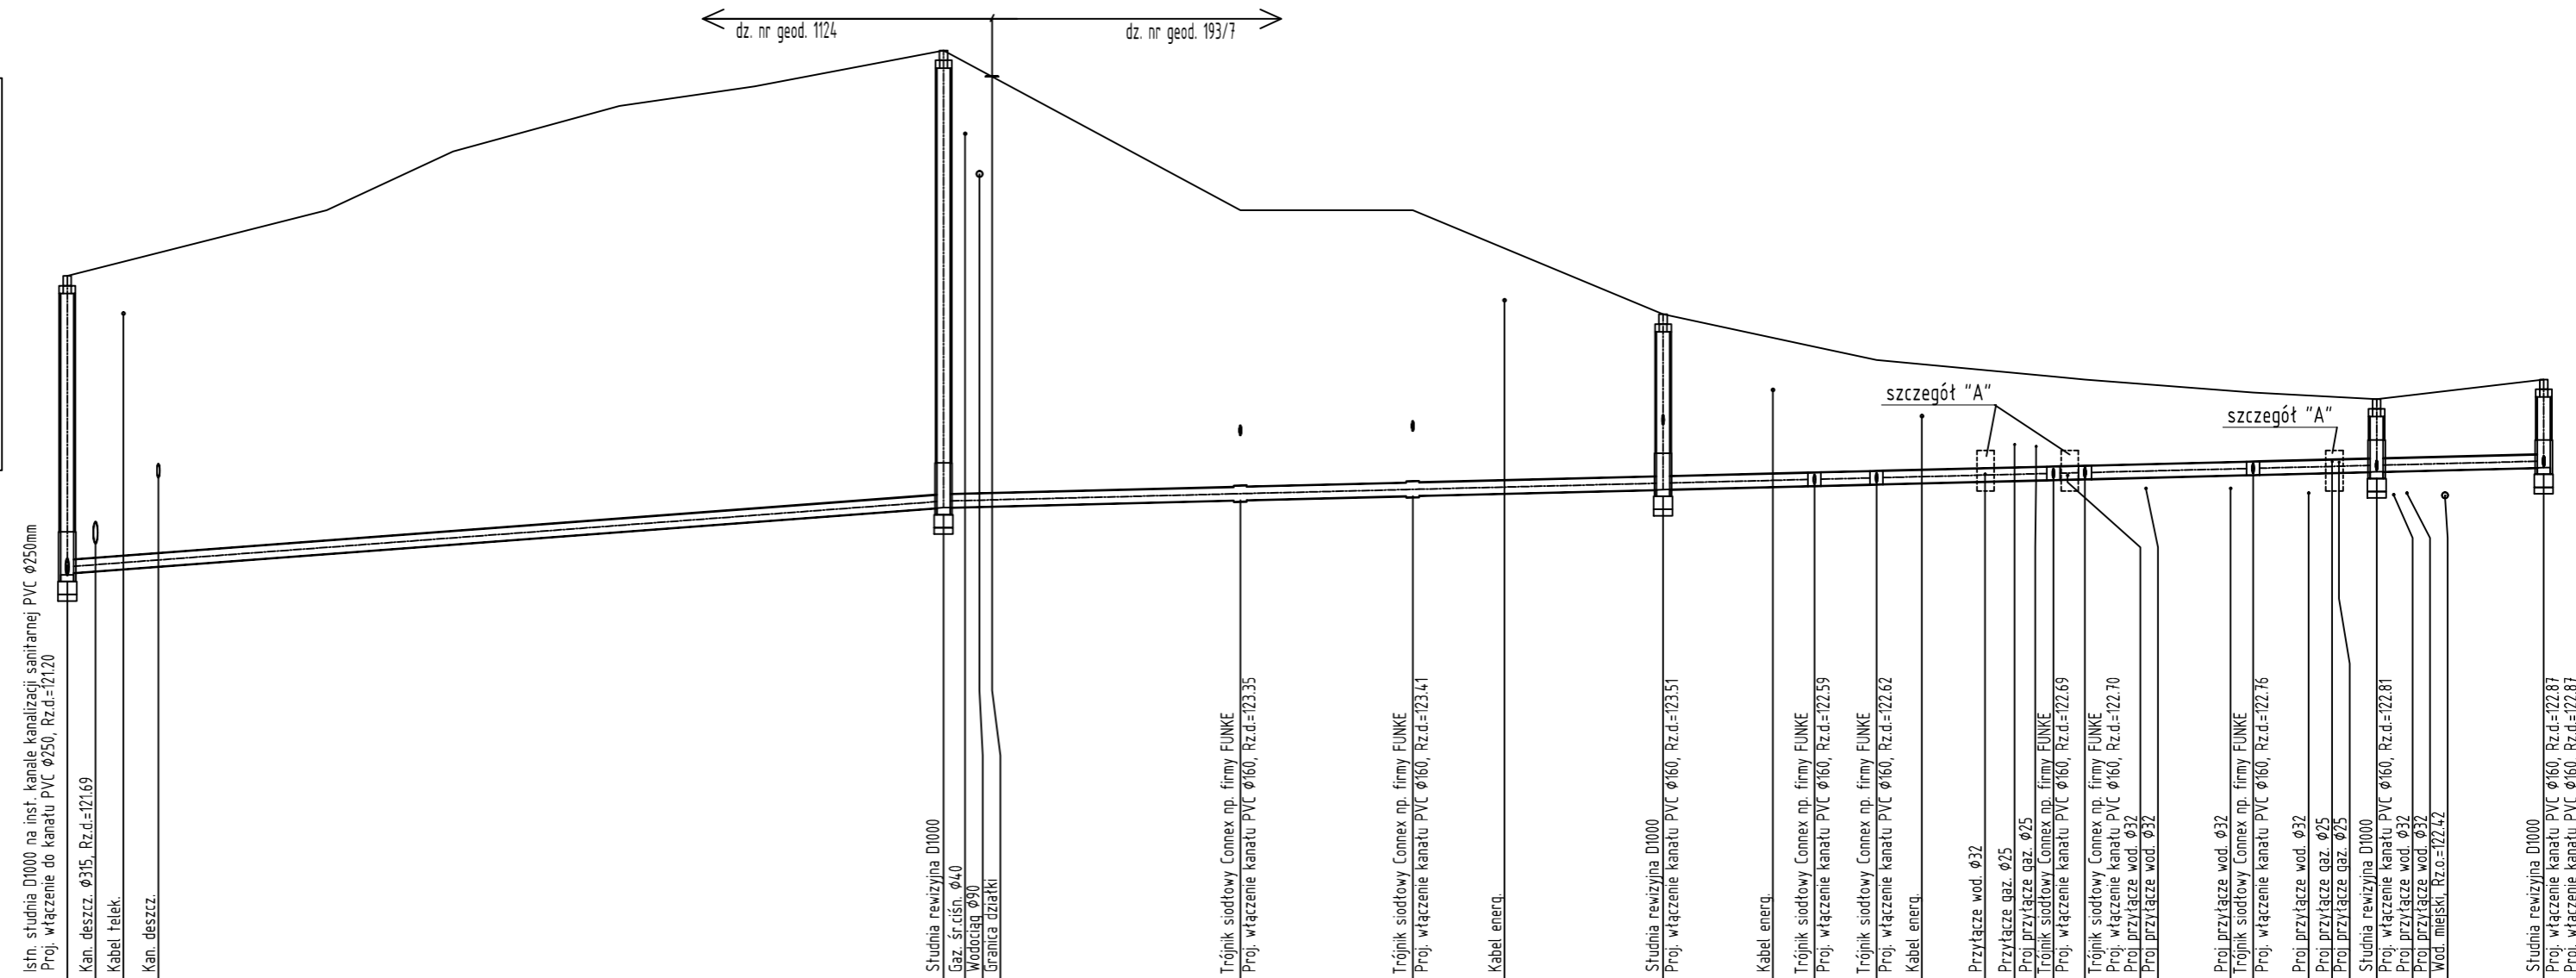 dz. nr geod. 1124
dz. nr geod. 193/7
szczegół "A"
szczegół "A"
Istn. studnia D1000 na inst. kanale kanalizacji sanitarnej PVC Ø250mm
Proj. włączenie do kanału PVC Ø250, Rz.d.=121.20
Kan. deszcz. Ø315, Rz.d.=121.69
Kabel telek.
Kan. deszcz.
Studnia rewizyjna D1000
Gaz. śr.ciśn. Ø40
Wodociąg Ø90
Granica działki
Trójnik siodłowy Connex np. firmy FUNKE
Proj. włączenie kanału PVC Ø160, Rz.d.=123.35
Trójnik siodłowy Connex np. firmy FUNKE
Proj. włączenie kanału PVC Ø160, Rz.d.=123.41
Kabel energ.
Studnia rewizyjna D1000
Proj. włączenie kanału PVC Ø160, Rz.d.=123.51
Kabel energ.
Trójnik siodłowy Connex np. firmy FUNKE
Proj. włączenie kanału PVC Ø160, Rz.d.=122.59
Trójnik siodłowy Connex np. firmy FUNKE
Proj. włączenie kanału PVC Ø160, Rz.d.=122.62
Kabel energ.
Przyłącze wod. Ø32
Przyłącze gaz. Ø25
Proj przyłącze gaz. Ø25
Trójnik siodłowy Connex np. firmy FUNKE
Proj. włączenie kanału PVC Ø160, Rz.d.=122.69
Trójnik siodłowy Connex np. firmy FUNKE
Proj. włączenie kanału PVC Ø160, Rz.d.=122.70
Proj przyłącze wod. Ø32
Proj przyłącze wod. Ø32
Proj przyłącze wod. Ø32
Trójnik siodłowy Connex np. firmy FUNKE
Proj. włączenie kanału PVC Ø160, Rz.d.=122.76
Proj przyłącze wod. Ø32
Proj przyłącze gaz. Ø25
Proj przyłącze gaz. Ø25
Studnia rewizyjna D1000
Proj. włączenie kanału PVC Ø160, Rz.d.=122.81
Proj przyłącze wod. Ø32
Proj przyłącze wod. Ø32
Wod. miejski, Rz.o.=122.42
Studnia rewizyjna D1000
Proj. włączenie kanału PVC Ø160, Rz.d.=122.87
Proj. włączenie kanału PVC Ø160, Rz.d.=122.87